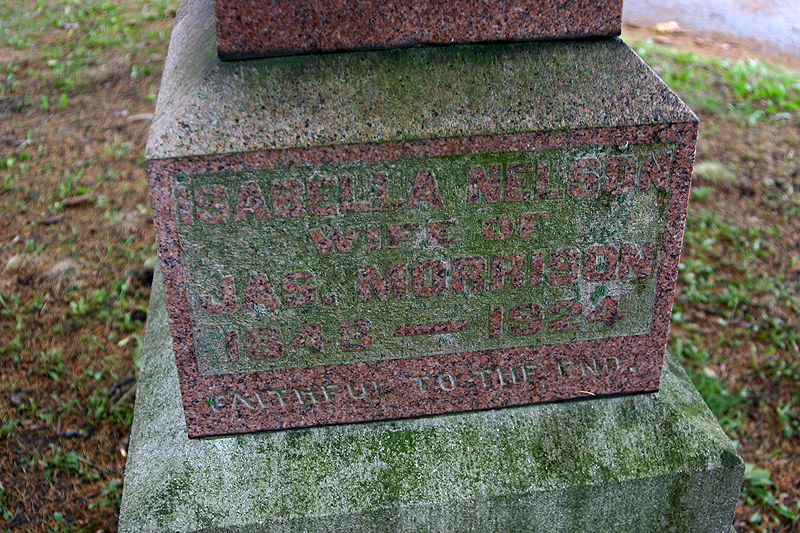 ISABELLA NELSON
WIFE OF
JAS. MORRISON
1848 — 1924
FAITHFUL TO THE END.